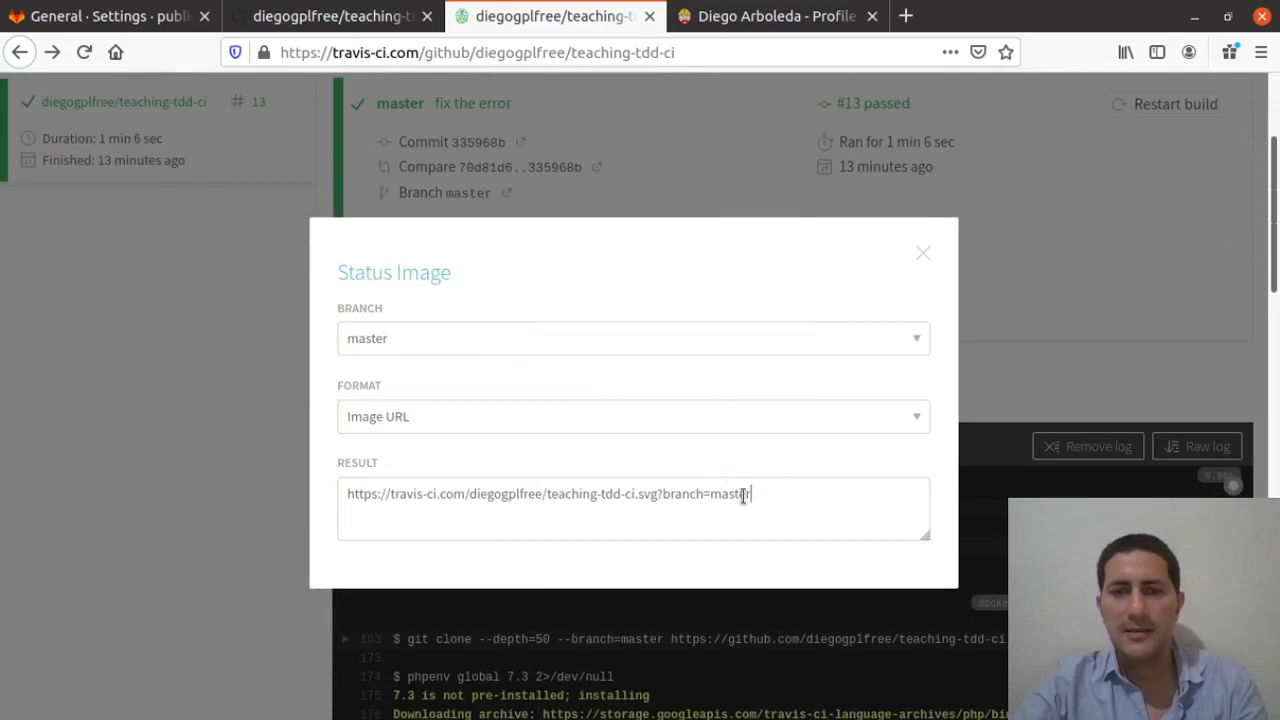 General · Settings · publi
diegogplfree/teaching-t
diegogplfree/teaching-t
Diego Arboleda - Profile
https://travis-ci.com/github/diegogplfree/teaching-tdd-ci
diegogplfree/teaching-tdd-ci # 13
Duration: 1 min 6 sec
Finished: 13 minutes ago
master fix the error
#13 passed
Restart build
Commit 335968b
Ran for 1 min 6 sec
Compare 70d81d6..335968b
13 minutes ago
Branch master
Status Image
BRANCH
master
FORMAT
Image URL
RESULT
https://travis-ci.com/diegogplfree/teaching-tdd-ci.svg?branch=master
Remove log
Raw log
163 $ git clone --depth=50 --branch=master https://github.com/diegogplfree/teaching-tdd-ci
173
174 $ phpenv global 7.3 2>/dev/null
175 7.3 is not pre-installed; installing
176 Downloading archive: https://storage.googleapis.com/travis-ci-language-archives/php/bin